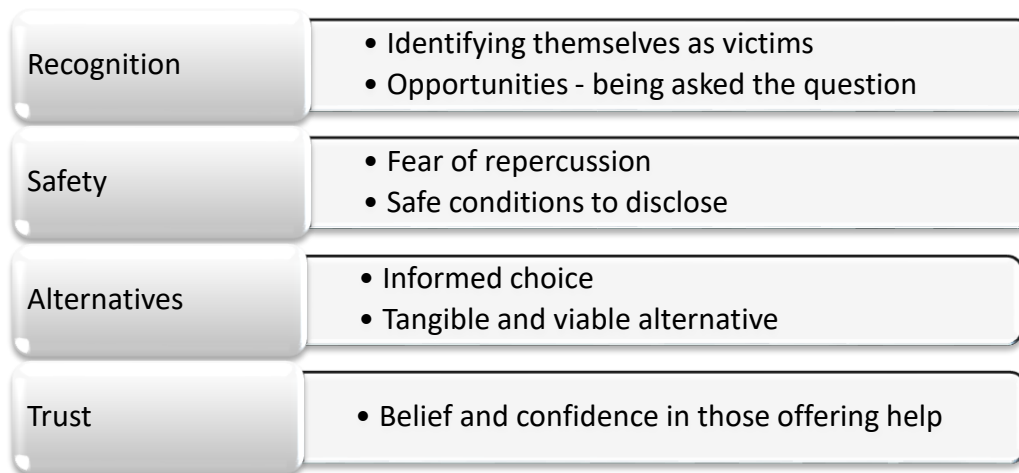 Recognition
• Identifying themselves as victims
• Opportunities - being asked the question
Safety
• Fear of repercussion
• Safe conditions to disclose
Alternatives
• Informed choice
• Tangible and viable alternative
Trust
• Belief and confidence in those offering help